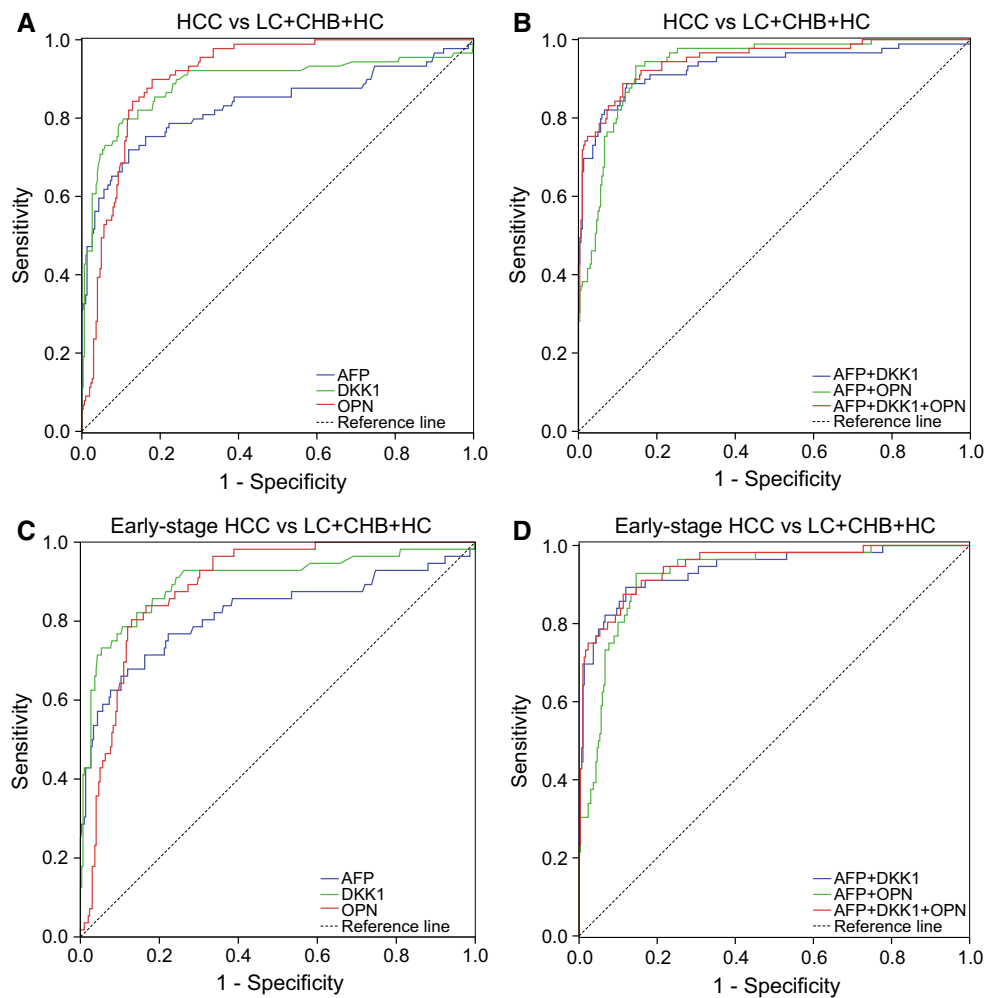 A
HCC vs LC+CHB+HC
1.0
0.8
0.6
0.4
0.2
0.0
Sensitivity
AFP
DKK1
OPN
Reference line
0.0 0.2 0.4 0.6 0.8 1.0
1 - Specificity
B
HCC vs LC+CHB+HC
1.0
0.8
0.6
0.4
0.2
0.0
Sensitivity
AFP+DKK1
AFP+OPN
AFP+DKK1+OPN
Reference line
0.0 0.2 0.4 0.6 0.8 1.0
1 - Specificity
C
Early-stage HCC vs LC+CHB+HC
1.0
0.8
0.6
0.4
0.2
0.0
Sensitivity
AFP
DKK1
OPN
Reference line
0.0 0.2 0.4 0.6 0.8 1.0
1 - Specificity
D
Early-stage HCC vs LC+CHB+HC
1.0
0.8
0.6
0.4
0.2
0.0
Sensitivity
AFP+DKK1
AFP+OPN
AFP+DKK1+OPN
Reference line
0.0 0.2 0.4 0.6 0.8 1.0
1 - Specificity